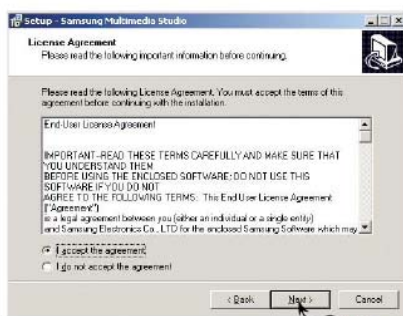 Setup - Samsung Multimedia Studio
License Agreement
Please read the following important information before continuing.
Please read the following License Agreement. You must accept the terms of this
agreement before continuing with the installation.
End-User License Agreement
IMPORTANT-READ THESE TERMS CAREFULLY AND MAKE SURE THAT
YOU UNDERSTAND THEM
BEFORE USING THE ENCLOSED SOFTWARE: DO NOT USE THIS
SOFTWARE IF YOU DO NOT
AGREE TO THE FOLLOWING TERMS: This End User License Agreement
("Agreement")
is a legal agreement between you (either an individual or a single entity)
and Samsung Electronics Co., LTD for the enclosed Samsung Software which may
I accept the agreement
I do not accept the agreement
< Back Next > Cancel